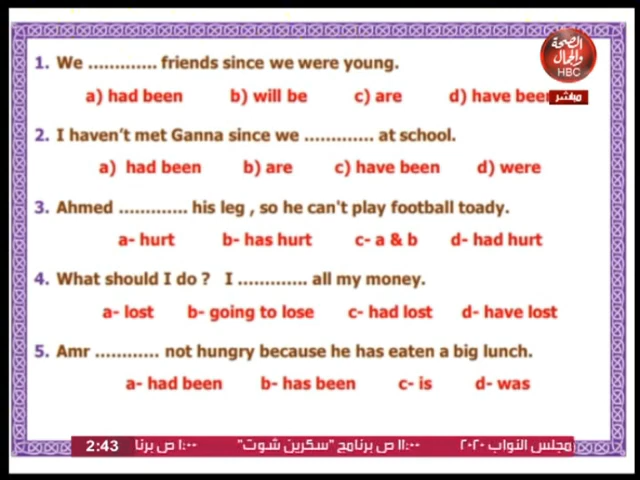 الصحة
والجمال
HBC
مباشر
1. We ............. friends since we were young.
a) had been b) will be c) are d) have been
2. I haven't met Ganna since we ............. at school.
a) had been b) are c) have been d) were
3. Ahmed ............. his leg , so he can't play football toady.
a- hurt b- has hurt c- a & b d- had hurt
4. What should I do ? I ............. all my money.
a- lost b- going to lose c- had lost d- have lost
5. Amr ............ not hungry because he has eaten a big lunch.
a- had been b- has been c- is d- was
مجلس النواب ٢٠٢٠ ١١:٠٠ ص برنامج "سكرين شوت" ١:٠٠ ص برنا
2:43